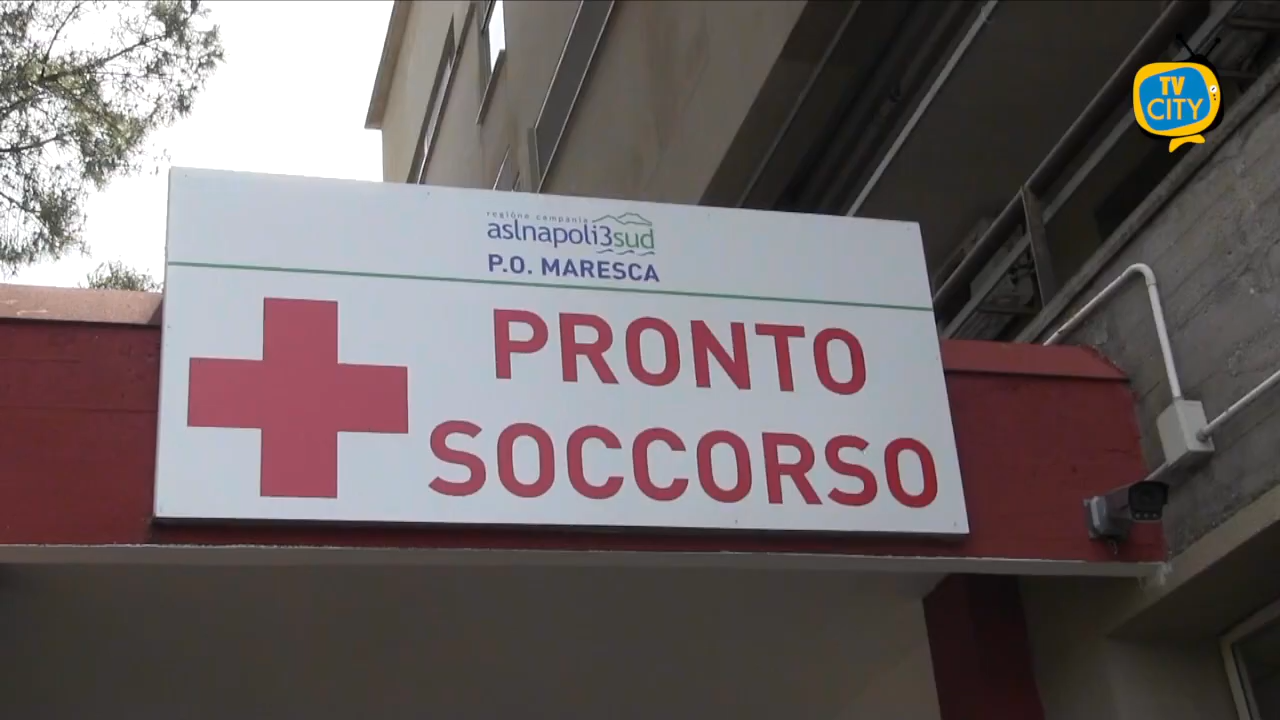 TV
CITY
regione campania
aslnapoli3sud
P.O. MARESCA
PRONTO
SOCCORSO